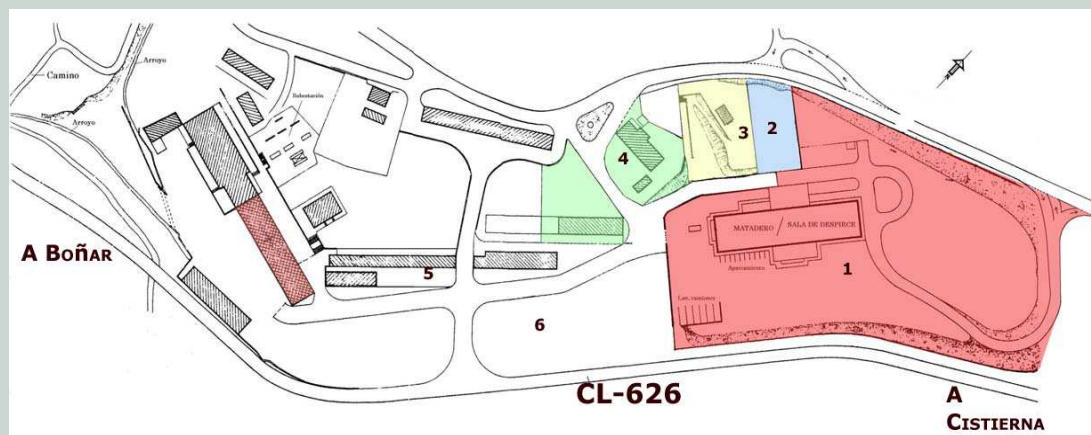 Camino
Arroyo
Arroyo
Subestación
3
2
4
MATADERO / SALA DE DESPIECE
A BOÑAR
Aparcamiento
1
5
Lav. camiones
6
CL-626
A
CISTIERNA